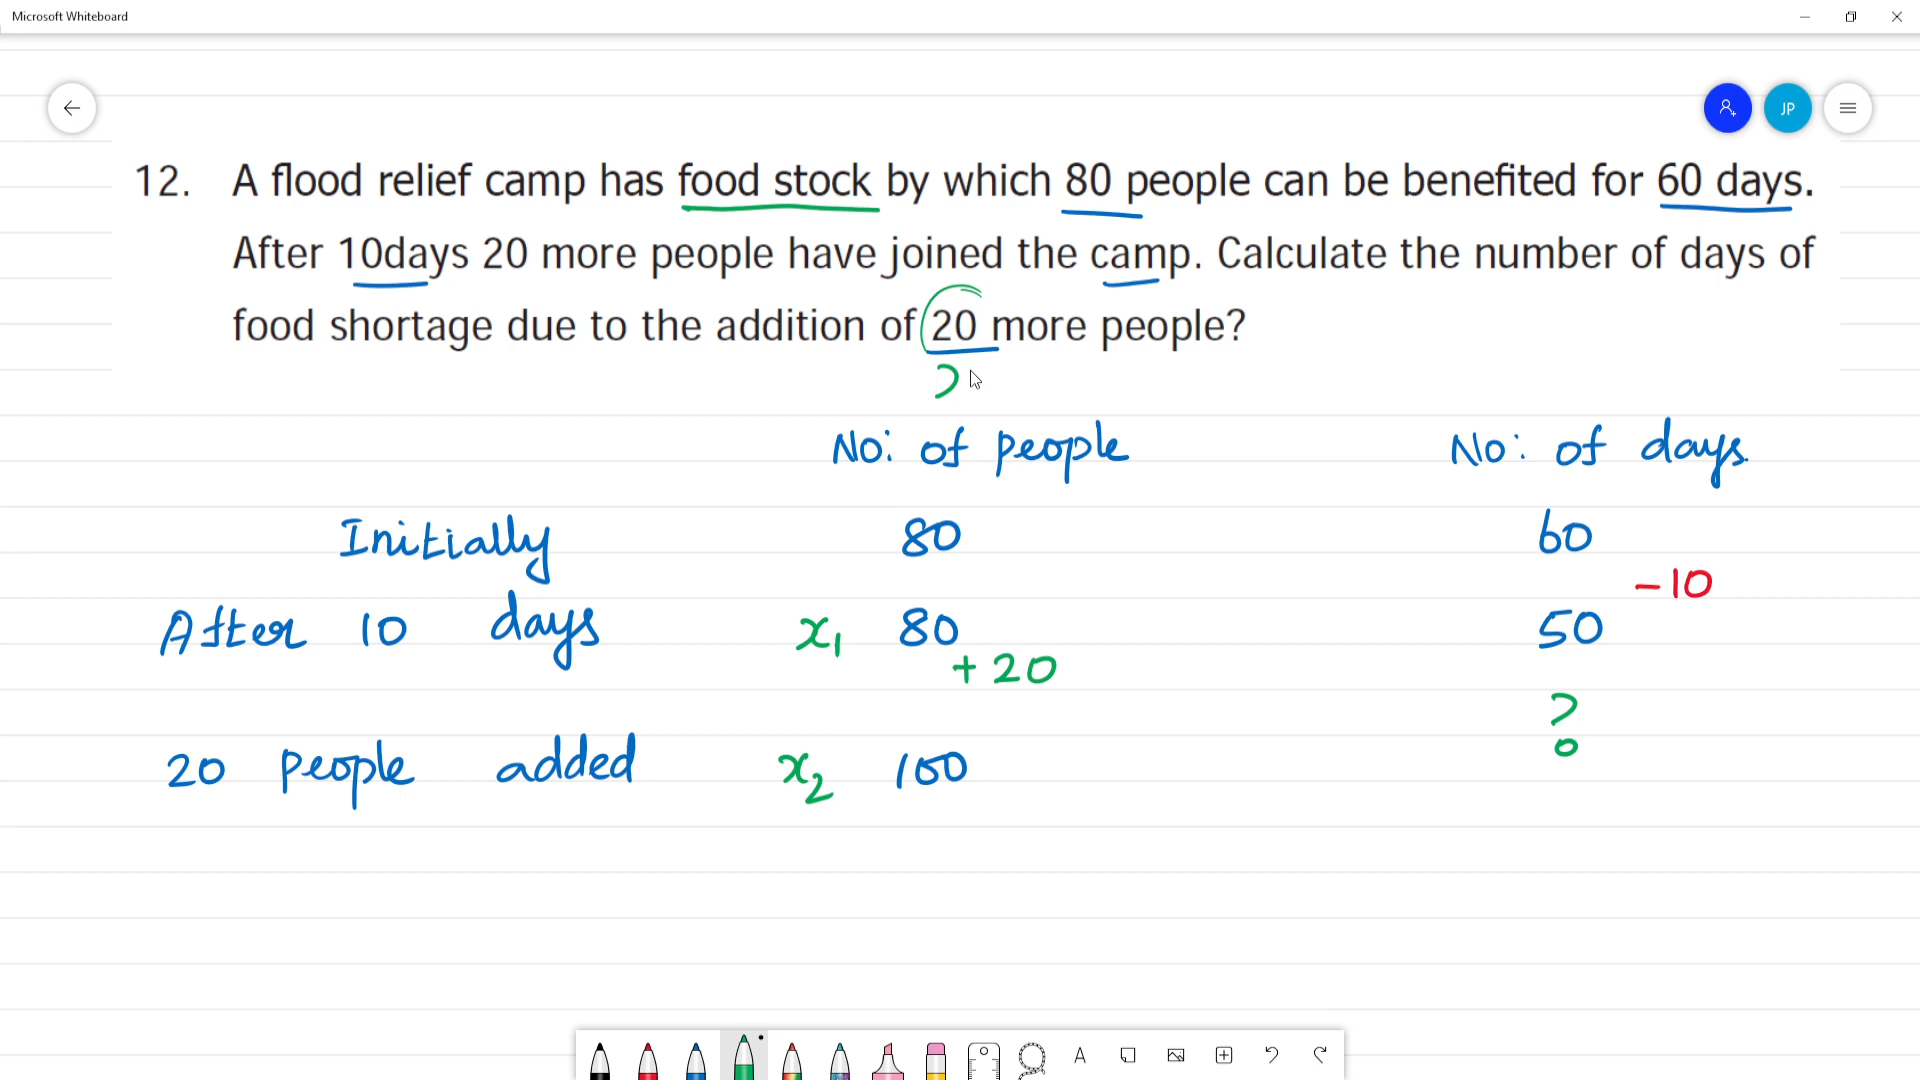 Microsoft Whiteboard
JP
12. A flood relief camp has food stock by which 80 people can be benefited for 60 days.
After 10days 20 more people have joined the camp. Calculate the number of days of
food shortage due to the addition of 20 more people?
?
No: of people No: of days.
Initially 80 60
-10
After 10 days x₁ 80 50
+ 20
?
20 people added x₂ 100
A